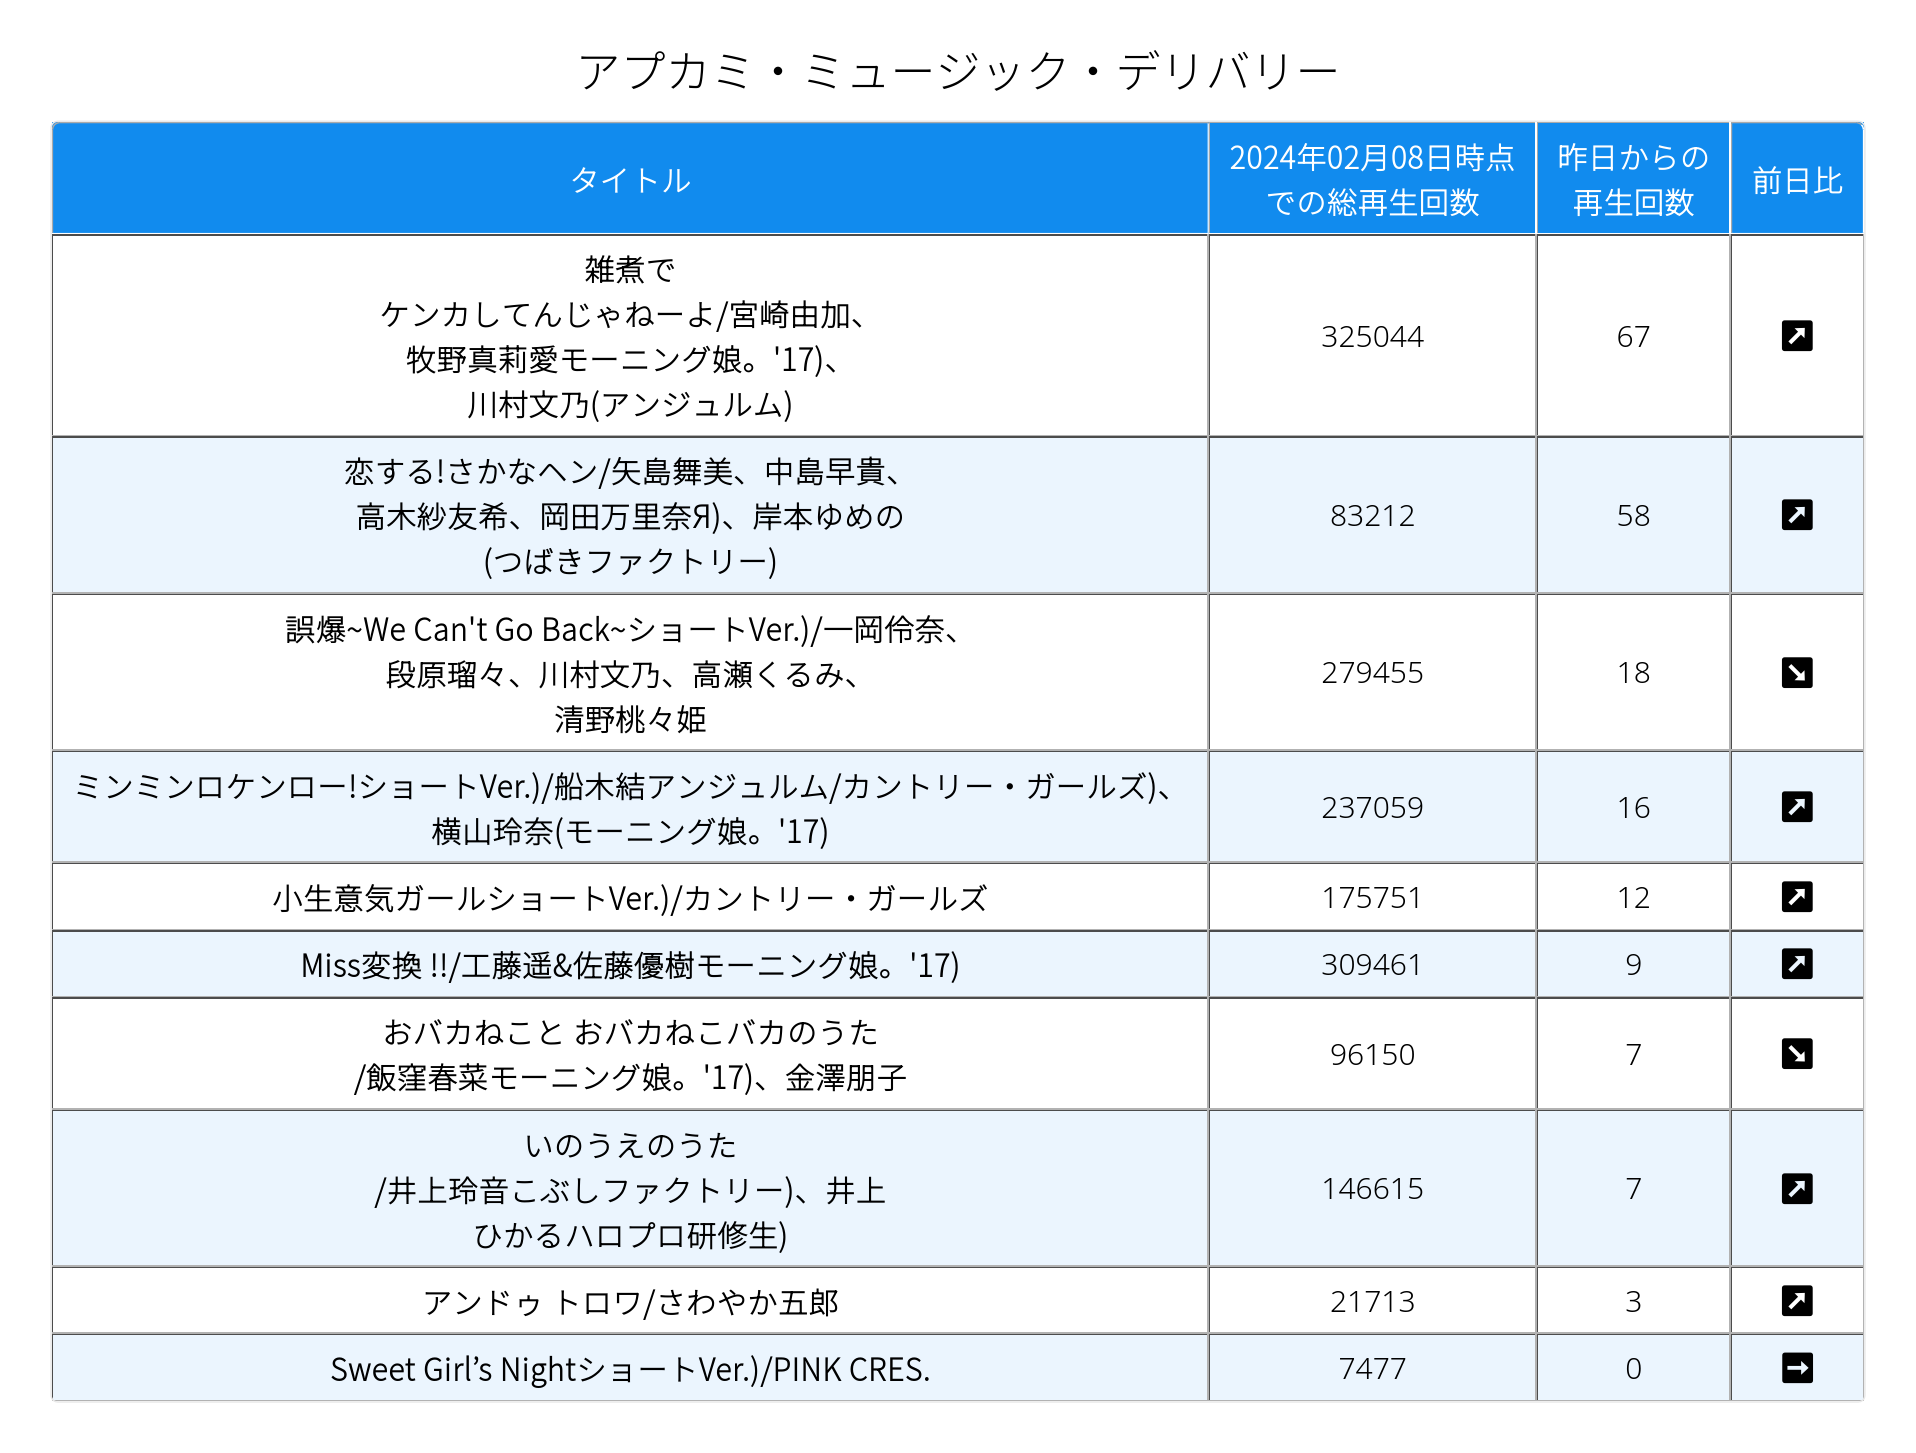 アプカミ・ミュージック・デリバリー
タイトル
2024年02月08日時点
での総再生回数
昨日からの
再生回数
前日比
雑煮で
ケンカしてんじゃねーよ/宮崎由加、
牧野真莉愛モーニング娘。'17)、
川村文乃(アンジュルム)
325044
67
恋する!さかなヘン/矢島舞美、中島早貴、
高木紗友希、岡田万里奈Я)、岸本ゆめの
(つばきファクトリー)
83212
58
誤爆~We Can't Go Back~ショートVer.)/一岡伶奈、
段原瑠々、川村文乃、高瀬くるみ、
清野桃々姫
279455
18
ミンミンロケンロー!ショートVer.)/船木結アンジュルム/カントリー・ガールズ)、
横山玲奈(モーニング娘。'17)
237059
16
小生意気ガールショートVer.)/カントリー・ガールズ
175751
12
Miss変換 !!/工藤遥&佐藤優樹モーニング娘。'17)
309461
9
おバカねこと おバカねこバカのうた
/飯窪春菜モーニング娘。'17)、金澤朋子
96150
7
いのうえのうた
/井上玲音こぶしファクトリー)、井上
ひかるハロプロ研修生)
146615
7
アンドゥ トロワ/さわやか五郎
21713
3
Sweet Girl’s NightショートVer.)/PINK CRES.
7477
0